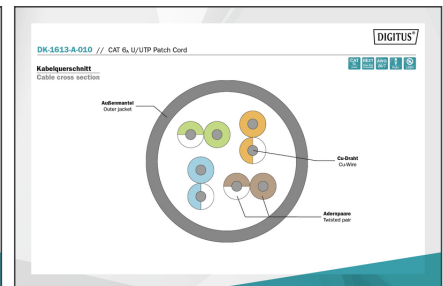 DIGITUS®
DK-1613-A-010 // CAT 6A U/UTP Patch Cord
Kabelquerschnitt
Cable cross section
Außenmantel
Outer jacket
Cu-Draht
Cu-Wire
Adernpaare
Twisted pair